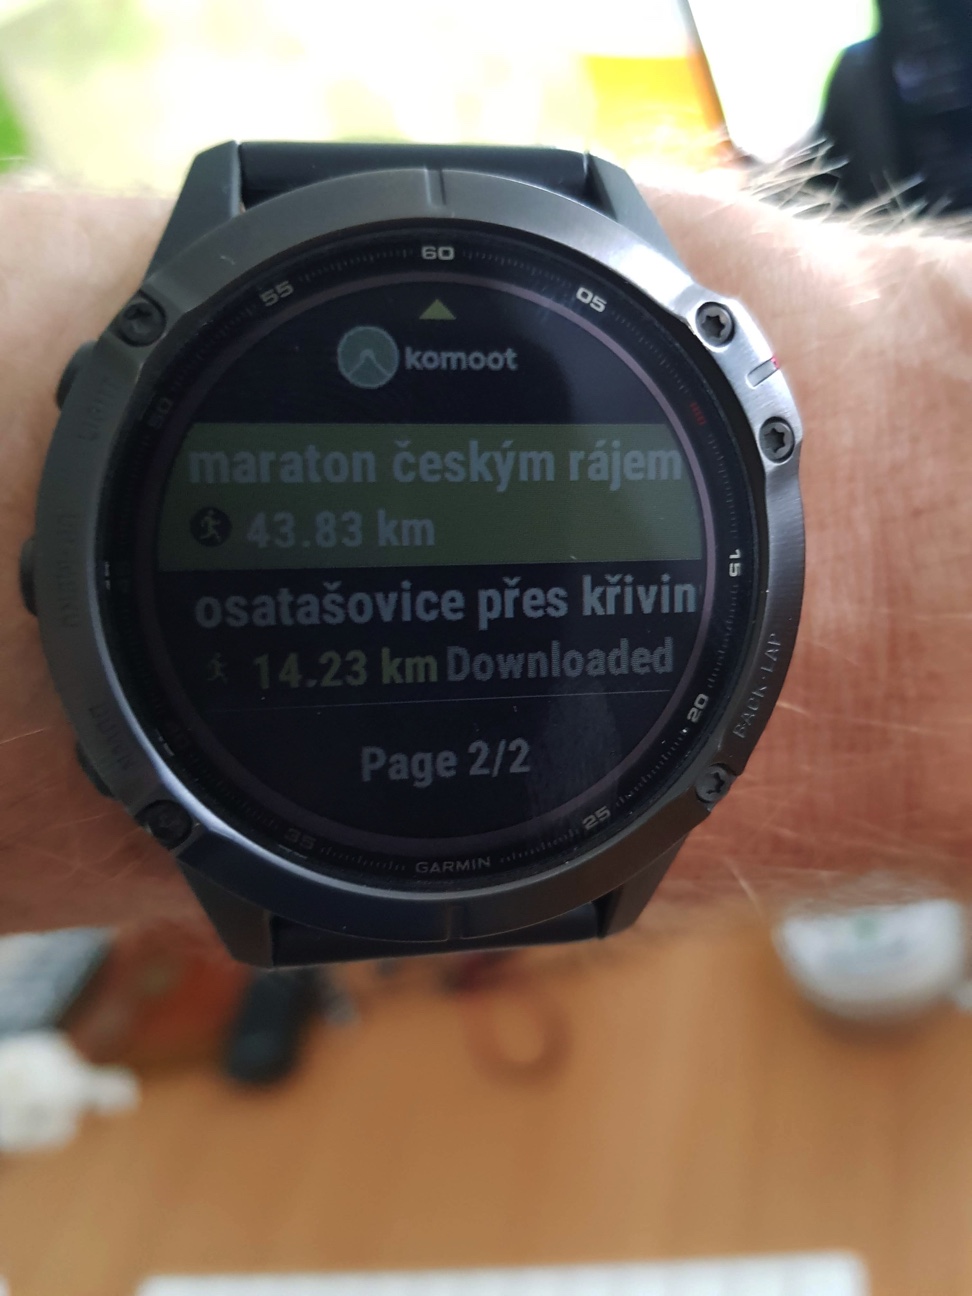 60
55
05
50
komoot
maraton českým rájem
43.83 km
15
osatašovice přes křivin
14.23 km Downloaded
BACK·LAP
20
Page 2/2
25
35
GARMIN